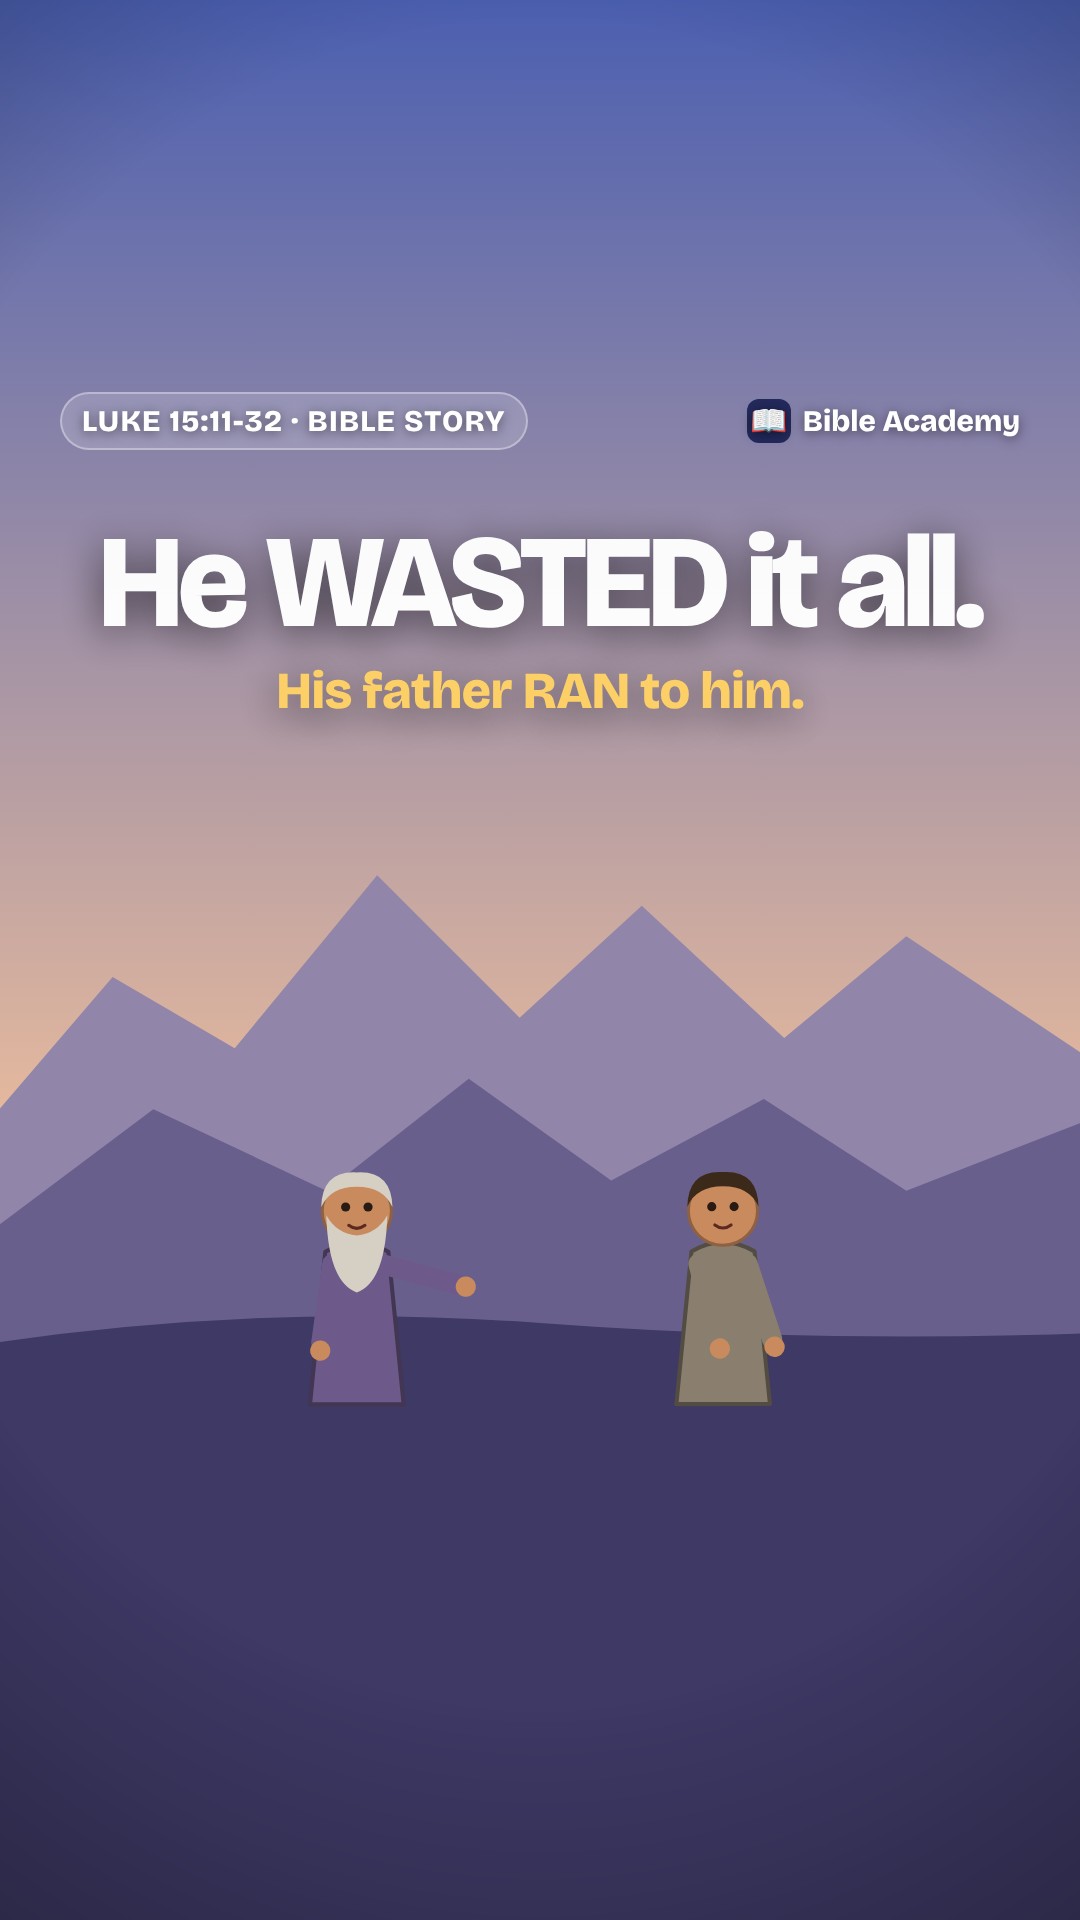 LUKE 15:11-32 · BIBLE STORY
Bible Academy
He WASTED it all.
His father RAN to him.